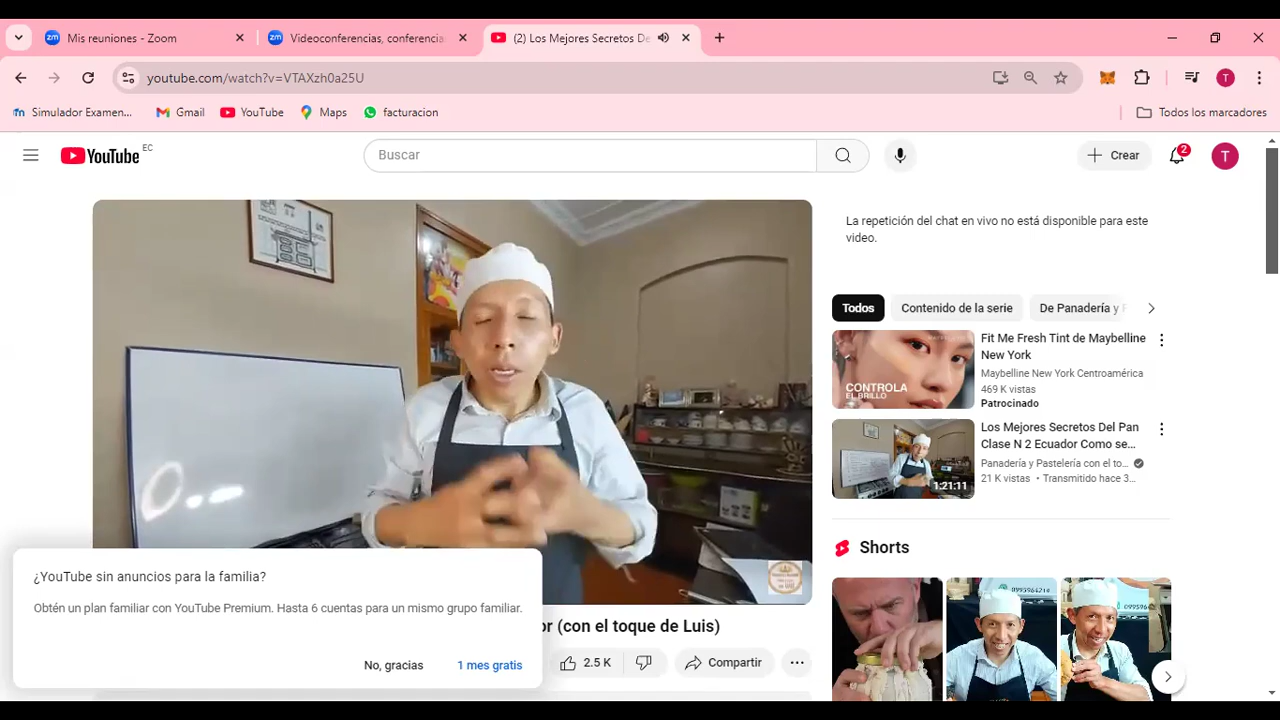 Mis reuniones - Zoom
Videoconferencias, conferencia
(2) Los Mejores Secretos De
youtube.com/watch?v=VTAXzh0a25U
Simulador Examen...
Gmail
YouTube
Maps
facturacion
Todos los marcadores
YouTube EC
Buscar
Crear
2
T
La repetición del chat en vivo no está disponible para este
video.
Todos
Contenido de la serie
De Panadería y
Fit Me Fresh Tint de Maybelline
New York
Maybelline New York Centroamérica
469 K vistas
Patrocinado
CONTROLA
EL BRILLO
Los Mejores Secretos Del Pan
Clase N 2 Ecuador Como se...
Panadería y Pastelería con el to...
21 K vistas • Transmitido hace 3...
1:21:11
Shorts
¿YouTube sin anuncios para la familia?
Obtén un plan familiar con YouTube Premium. Hasta 6 cuentas para un mismo grupo familiar.
No, gracias
1 mes gratis
or (con el toque de Luis)
2.5 K
Compartir